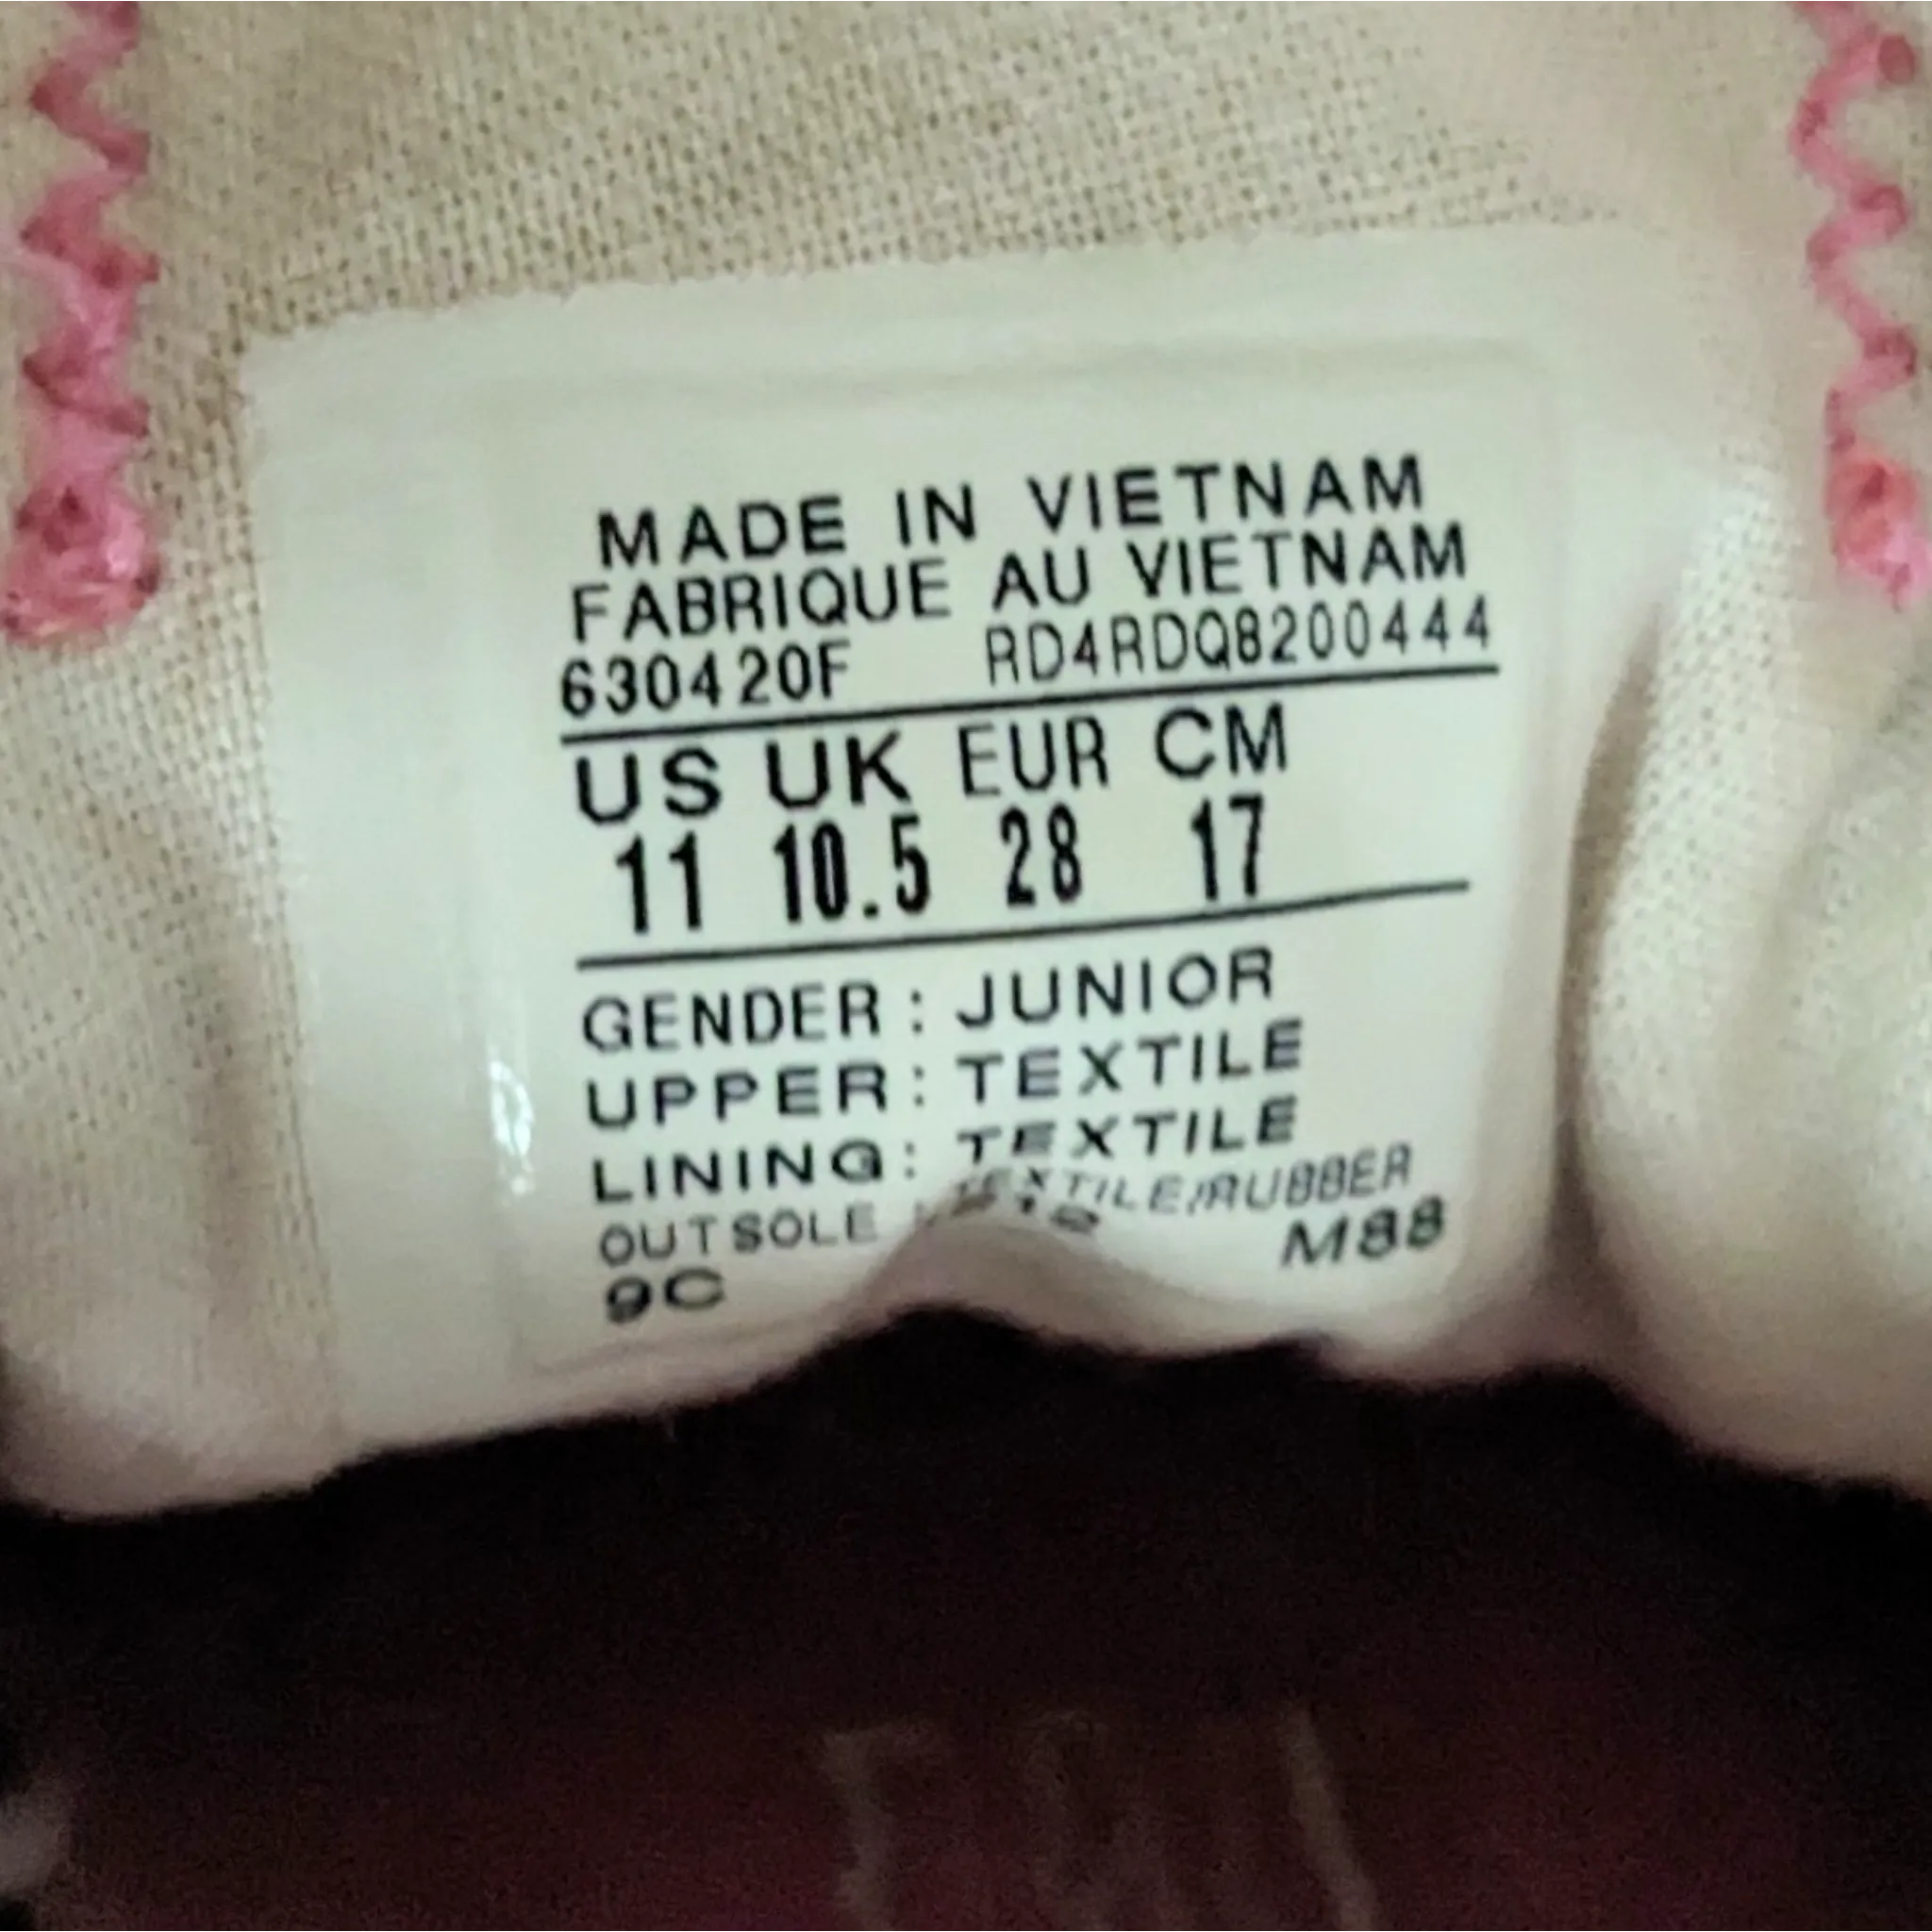 MADE IN VIETNAM
FABRIQUE AU VIETNAM
630420F RD4RDQ8200444
US UK EUR CM
11 10.5 28 17
GENDER: JUNIOR
UPPER: TEXTILE
LINING: TEXTILE
OUTSOLE TEXTILE/RUBBER
9C M88